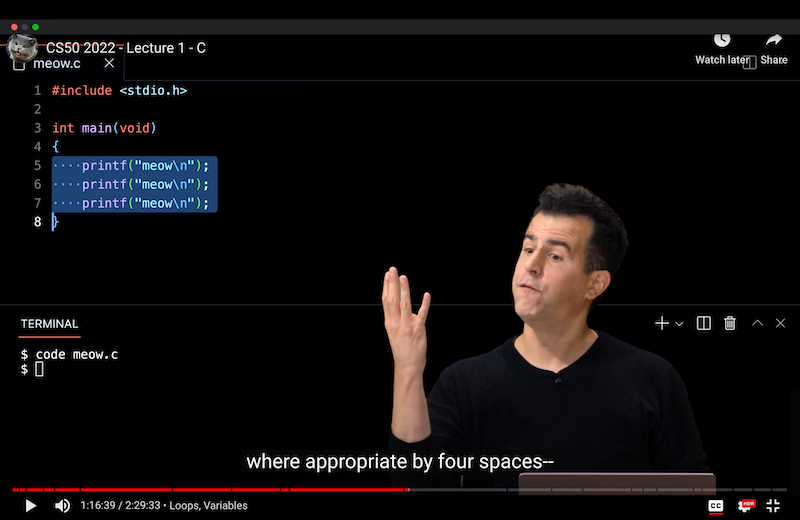 CS50 2022 - Lecture 1 - C
Watch later
Share
meow.c
1 #include <stdio.h>
2
3 int main(void)
4 {
5 ····printf("meow\n");
6 ····printf("meow\n");
7 ····printf("meow\n");
8 }
TERMINAL
$ code meow.c
$
where appropriate by four spaces--
1:16:39 / 2:29:33 • Loops, Variables
CC
HDR